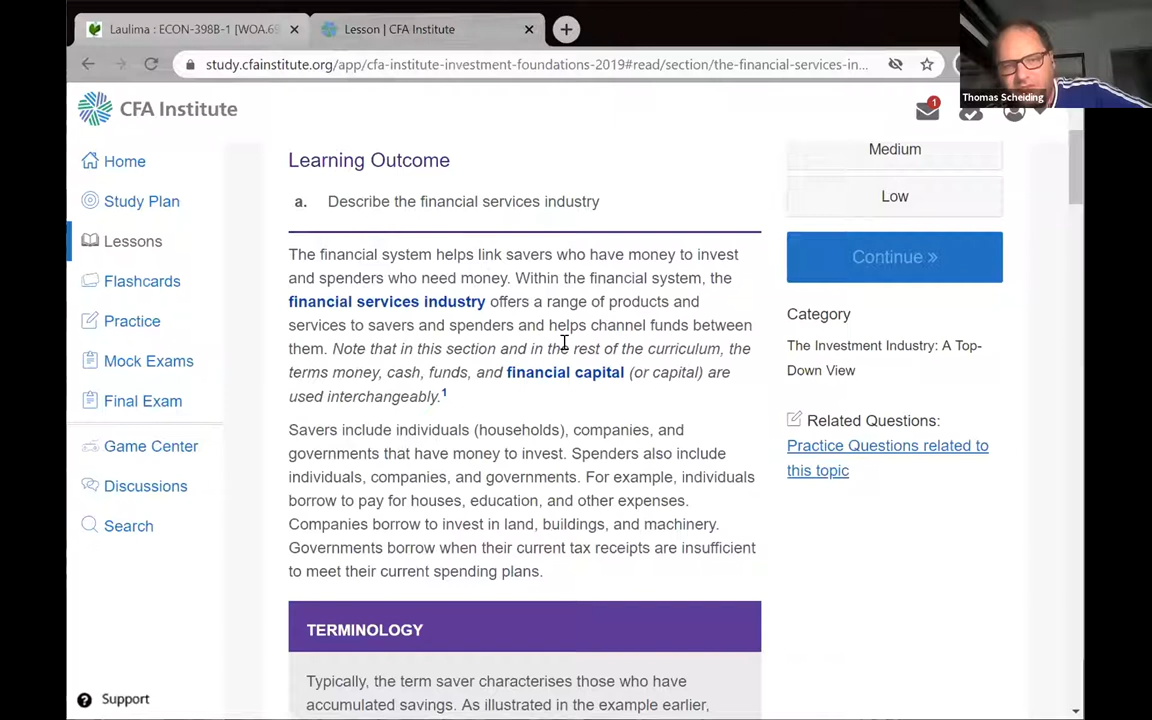 Laulima : ECON-398B-1 [WOA.69
Lesson | CFA Institute
study.cfainstitute.org/app/cfa-institute-investment-foundations-2019#read/section/the-financial-services-in...
Thomas Scheiding
CFA Institute
1
Home
Study Plan
Lessons
Flashcards
Practice
Mock Exams
Final Exam
Game Center
Discussions
Search
Support
Learning Outcome
a. Describe the financial services industry
The financial system helps link savers who have money to invest
and spenders who need money. Within the financial system, the
financial services industry offers a range of products and
services to savers and spenders and helps channel funds between
them. Note that in this section and in the rest of the curriculum, the
terms money, cash, funds, and financial capital (or capital) are
used interchangeably.1
Savers include individuals (households), companies, and
governments that have money to invest. Spenders also include
individuals, companies, and governments. For example, individuals
borrow to pay for houses, education, and other expenses.
Companies borrow to invest in land, buildings, and machinery.
Governments borrow when their current tax receipts are insufficient
to meet their current spending plans.
TERMINOLOGY
Typically, the term saver characterises those who have
accumulated savings. As illustrated in the example earlier,
Medium
Low
Continue »
Category
The Investment Industry: A Top-
Down View
Related Questions:
Practice Questions related to
this topic